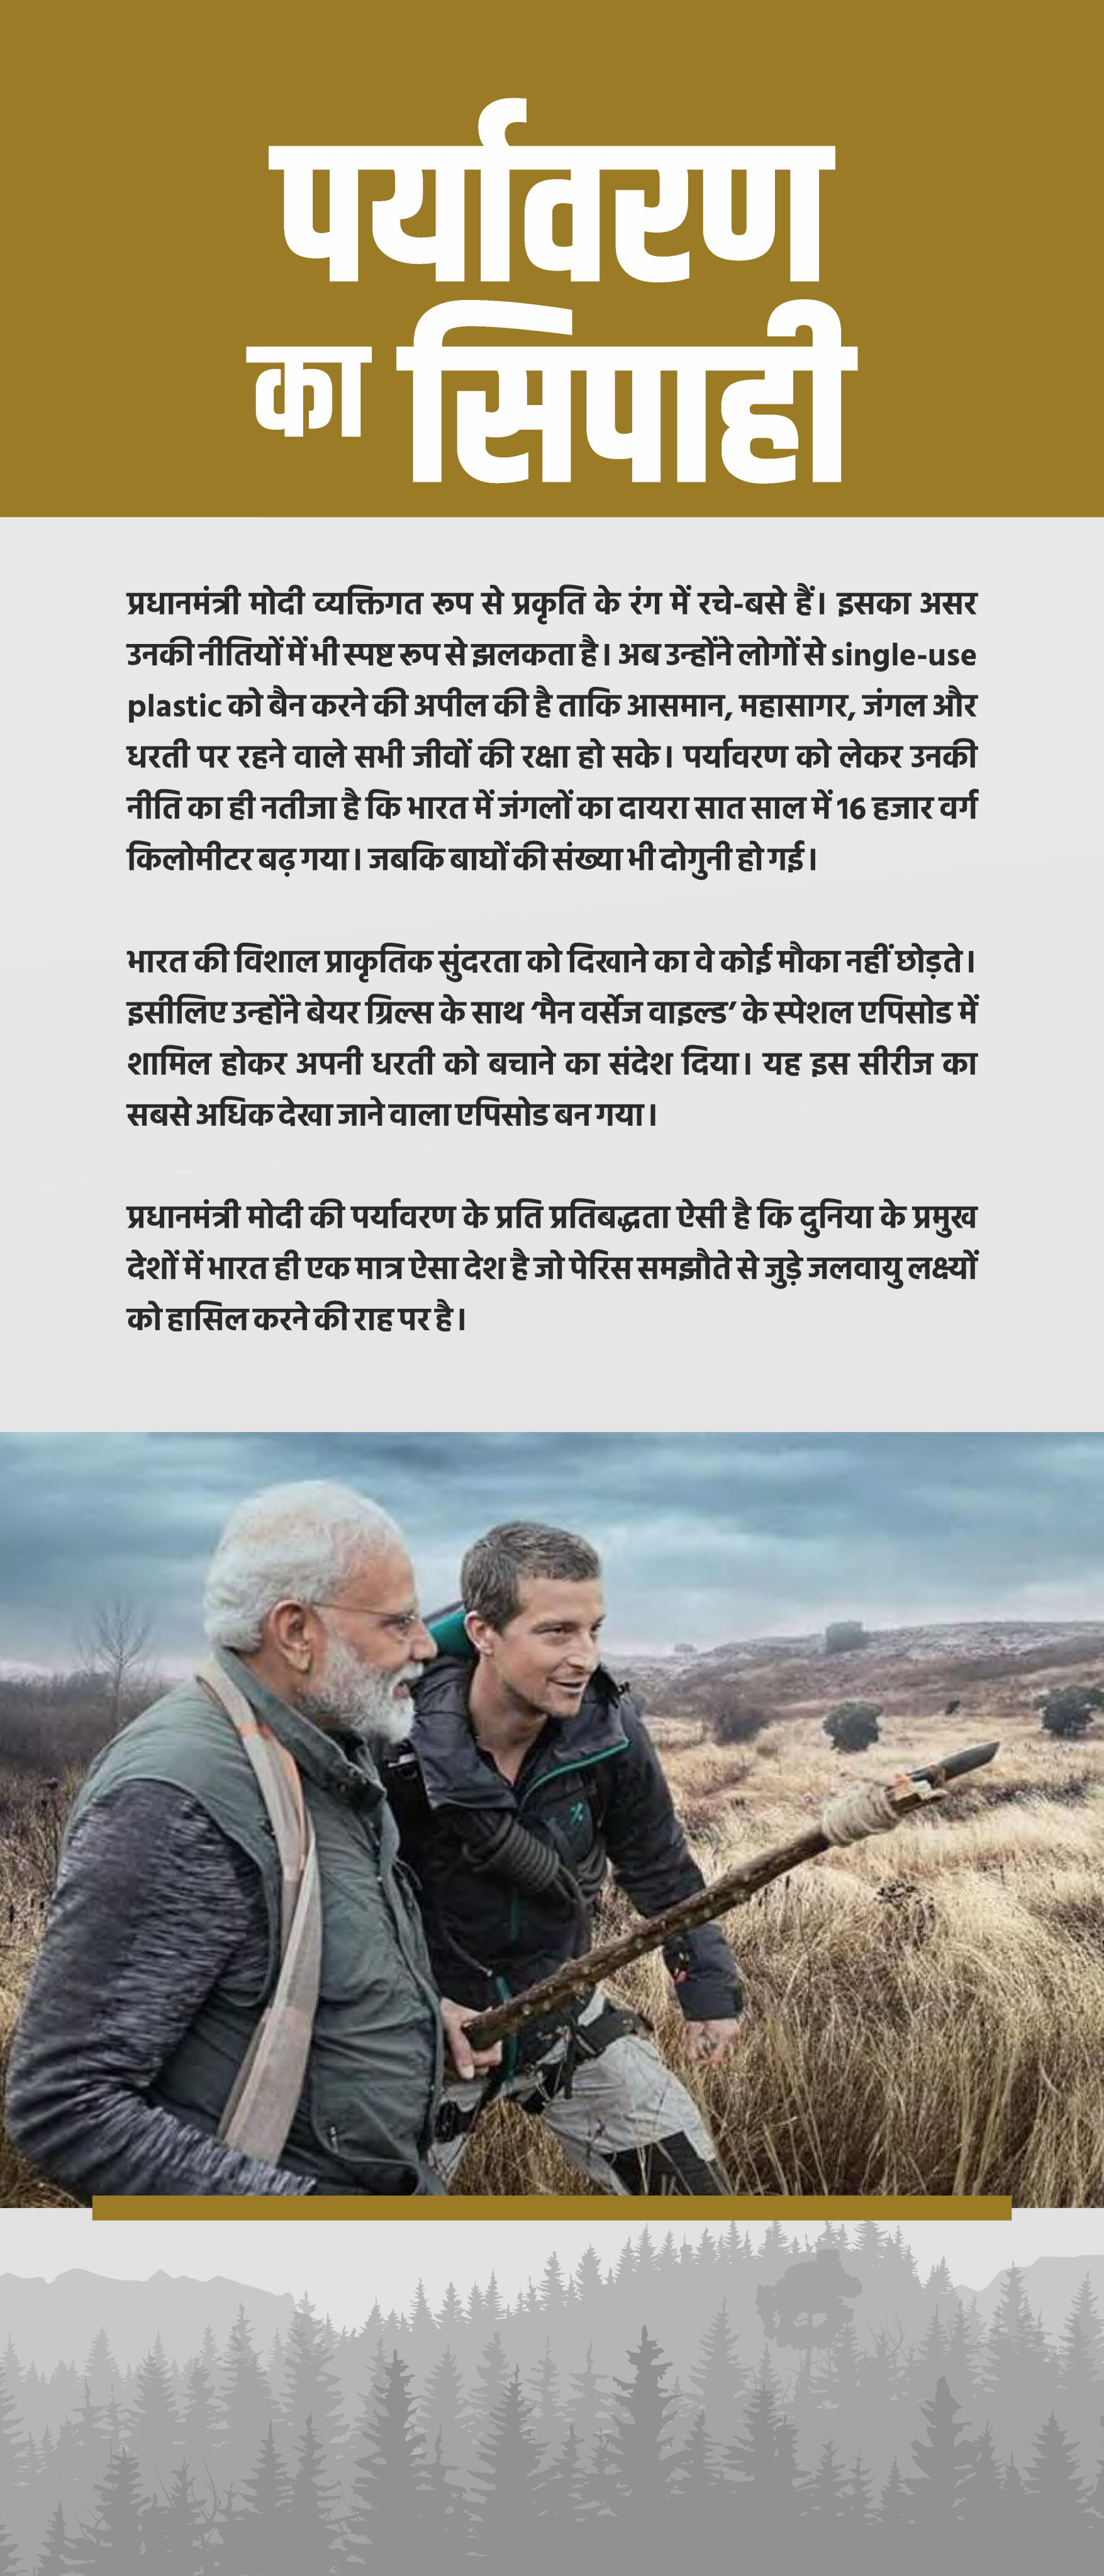 पर्यावरण
का सिपाही
प्रधानमंत्री मोदी व्यक्तिगत रूप से प्रकृति के रंग में रचे-बसे हैं। इसका असर
उनकी नीतियों में भी स्पष्ट रूप से झलकता है। अब उन्होंने लोगों से single-use
plastic को बैन करने की अपील की है ताकि आसमान, महासागर, जंगल और
धरती पर रहने वाले सभी जीवों की रक्षा हो सके। पर्यावरण को लेकर उनकी
नीति का ही नतीजा है कि भारत में जंगलों का दायरा सात साल में 16 हजार वर्ग
किलोमीटर बढ़ गया। जबकि बाघों की संख्या भी दोगुनी हो गई।
भारत की विशाल प्राकृतिक सुंदरता को दिखाने का वे कोई मौका नहीं छोड़ते।
इसीलिए उन्होंने बेयर ग्रिल्स के साथ ‘मैन वर्सेज वाइल्ड’ के स्पेशल एपिसोड में
शामिल होकर अपनी धरती को बचाने का संदेश दिया। यह इस सीरीज का
सबसे अधिक देखा जाने वाला एपिसोड बन गया।
प्रधानमंत्री मोदी की पर्यावरण के प्रति प्रतिबद्धता ऐसी है कि दुनिया के प्रमुख
देशों में भारत ही एक मात्र ऐसा देश है जो पेरिस समझौते से जुड़े जलवायु लक्ष्यों
को हासिल करने की राह पर है।